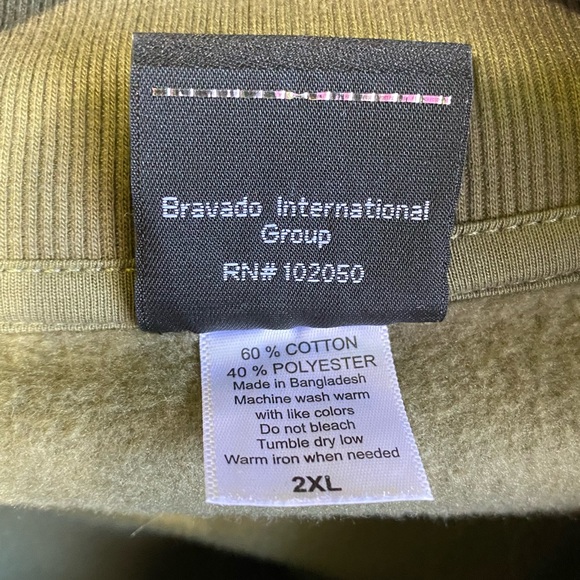 Bravado International
Group
RN# 102050
60 % COTTON
40 % POLYESTER
Made in Bangladesh
Machine wash warm
with like colors
Do not bleach
Tumble dry low
Warm iron when needed
2XL